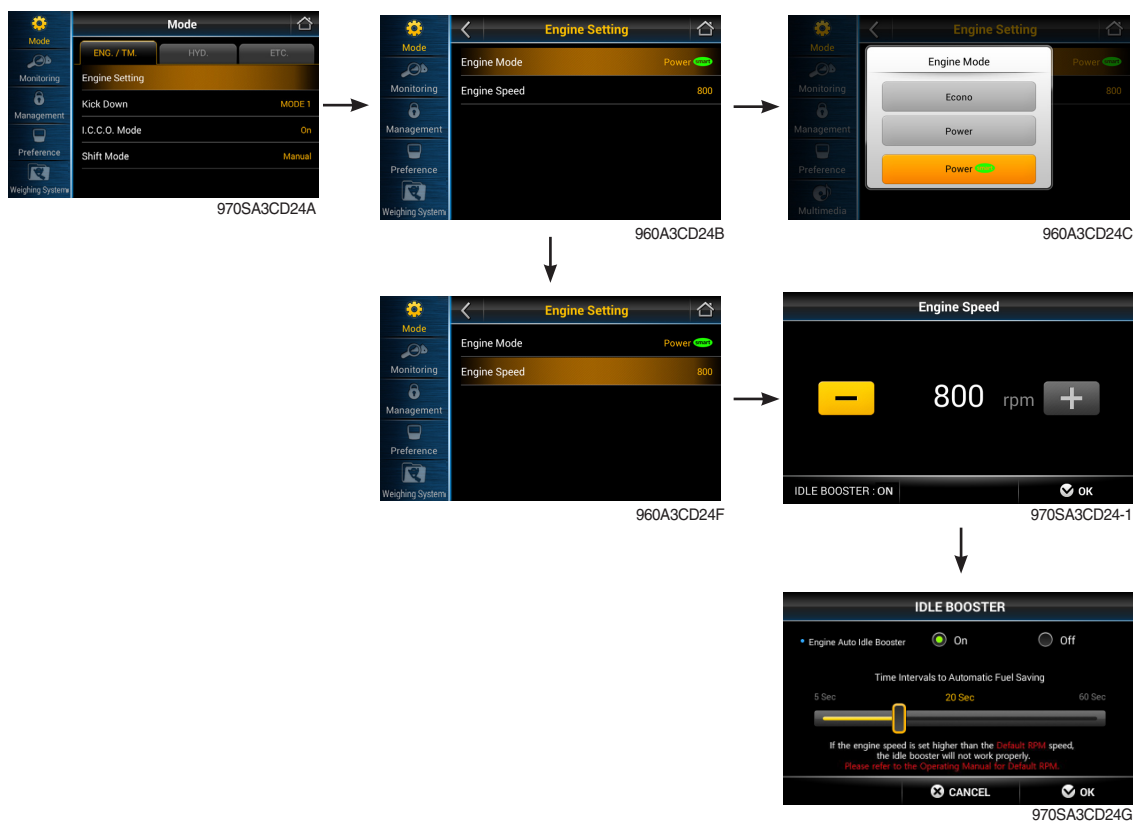 Mode
Mode
ENG. / TM. HYD. ETC.
Monitoring
Engine Setting
Kick Down MODE 1
Management
I.C.C.O. Mode On
Preference
Shift Mode Manual
Weighing System
970SA3CD24A
Engine Setting
Mode
Engine Mode Power smart
Monitoring
Engine Speed 800
Management
Preference
Weighing System
960A3CD24B
Engine Setting
Mode
Power smart
Monitoring
800
Management
Preference
Multimedia
Engine Mode
Econo
Power
Power
960A3CD24C
Engine Setting
Mode
Engine Mode Power smart
Monitoring
Engine Speed 800
Management
Preference
Weighing System
960A3CD24F
Engine Speed
800 rpm
IDLE BOOSTER : ON OK
970SA3CD24-1
IDLE BOOSTER
• Engine Auto Idle Booster On Off
Time Intervals to Automatic Fuel Saving
5 Sec 20 Sec 60 Sec
If the engine speed is set higher than the Default RPM speed,
the idle booster will not work properly.
Please refer to the Operating Manual for Default RPM.
CANCEL OK
970SA3CD24G